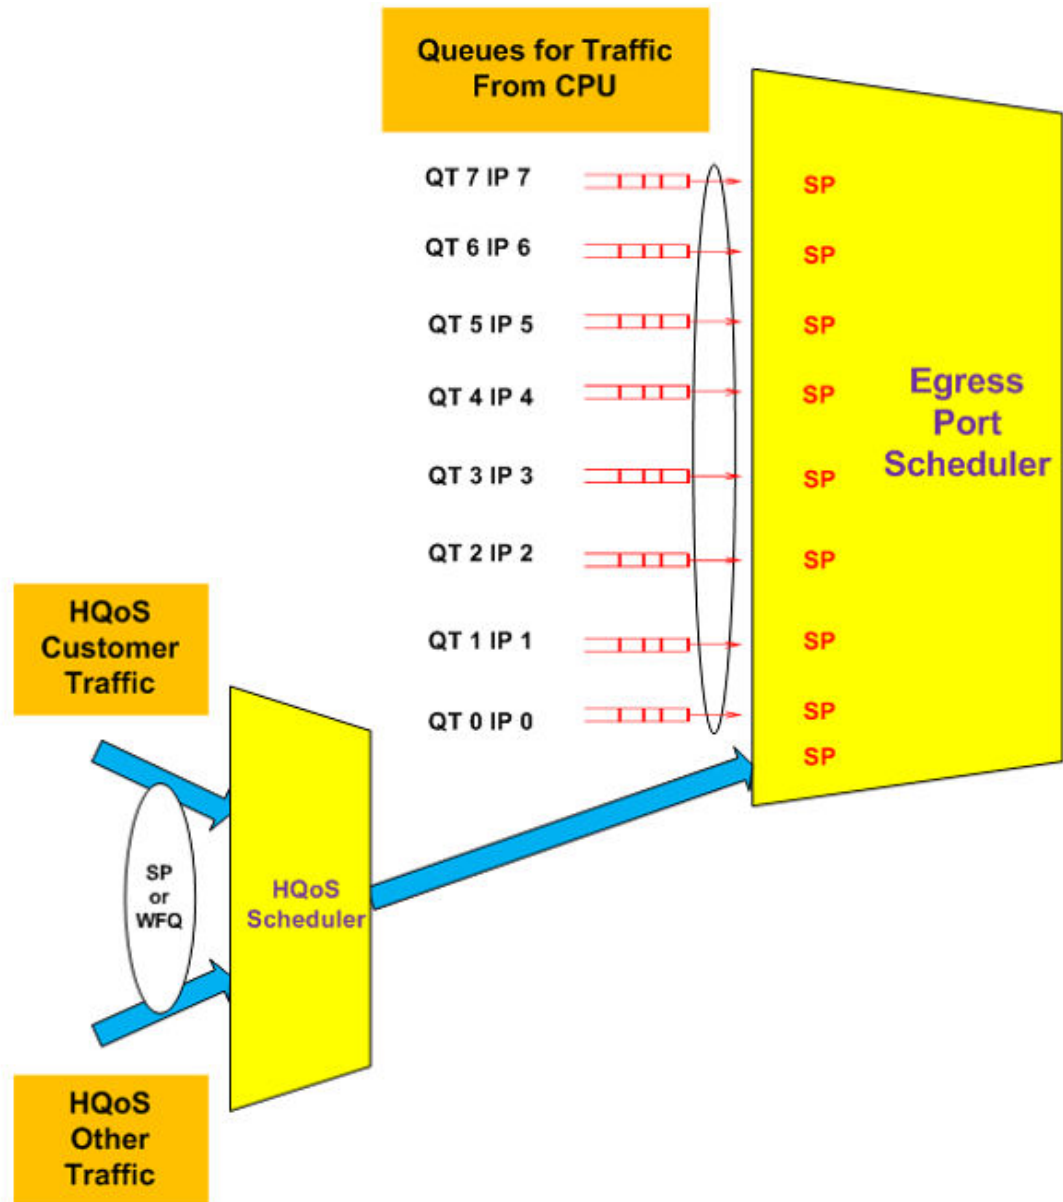 Queues for Traffic
From CPU
QT 7 IP 7
SP
QT 6 IP 6
SP
QT 5 IP 5
SP
QT 4 IP 4
SP
Egress
Port
Scheduler
QT 3 IP 3
SP
QT 2 IP 2
SP
QT 1 IP 1
SP
QT 0 IP 0
SP
SP
HQoS
Customer
Traffic
SP
or
WFQ
HQoS
Scheduler
HQoS
Other
Traffic